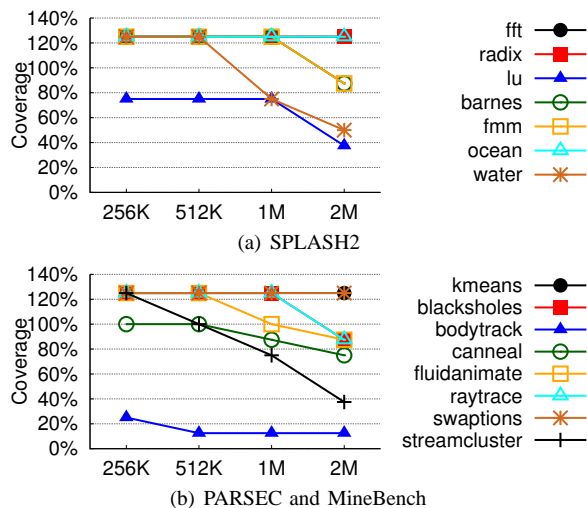 140%
120%
100%
80%
60%
40%
20%
0%
Coverage
256K 512K 1M 2M
fft
radix
lu
barnes
fmm
ocean
water
(a) SPLASH2
140%
120%
100%
80%
60%
40%
20%
0%
Coverage
256K 512K 1M 2M
kmeans
blacksholes
bodytrack
canneal
fluidanimate
raytrace
swaptions
streamcluster
(b) PARSEC and MineBench